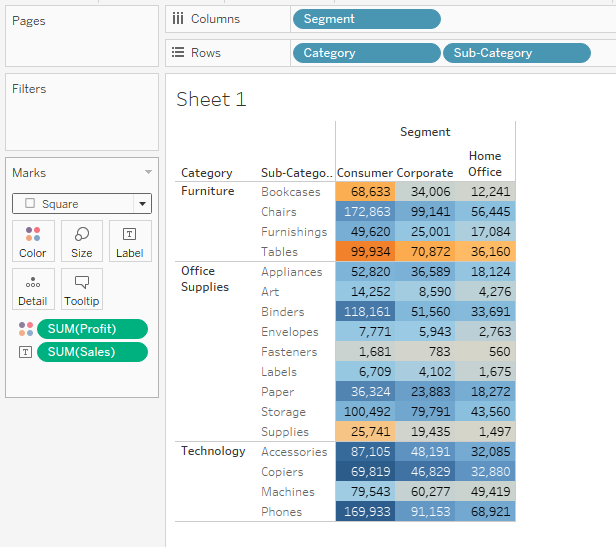 Pages
Filters
Marks
Square
Color Size Label
Detail Tooltip
SUM(Profit)
SUM(Sales)
Columns Segment
Rows Category Sub-Category
Sheet 1
Segment
Category Sub-Catego.. Consumer Corporate Home Office
Furniture Bookcases 68,633 34,006 12,241
Chairs 172,863 99,141 56,445
Furnishings 49,620 25,001 17,084
Tables 99,934 70,872 36,160
Office Supplies Appliances 52,820 36,589 18,124
Art 14,252 8,590 4,276
Binders 118,161 51,560 33,691
Envelopes 7,771 5,943 2,763
Fasteners 1,681 783 560
Labels 6,709 4,102 1,675
Paper 36,324 23,883 18,272
Storage 100,492 79,791 43,560
Supplies 25,741 19,435 1,497
Technology Accessories 87,105 48,191 32,085
Copiers 69,819 46,829 32,880
Machines 79,543 60,277 49,419
Phones 169,933 91,153 68,921